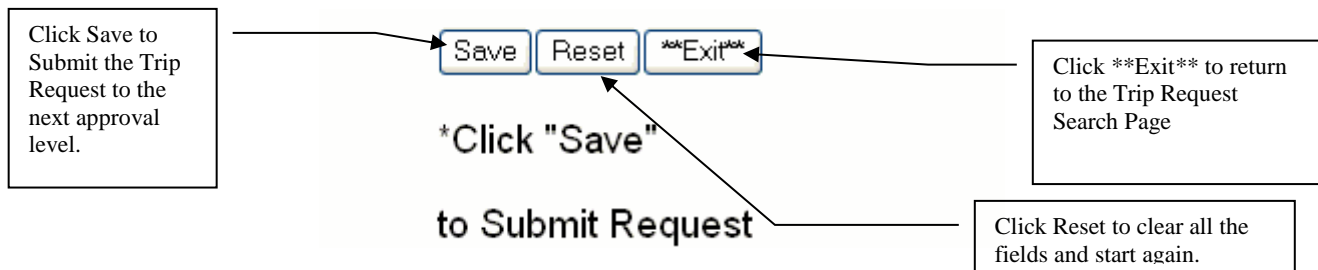 Click Save to
Submit the Trip
Request to the
next approval
level.
Save Reset **Exit**
Click **Exit** to return
to the Trip Request
Search Page
*Click "Save"
to Submit Request
Click Reset to clear all the
fields and start again.